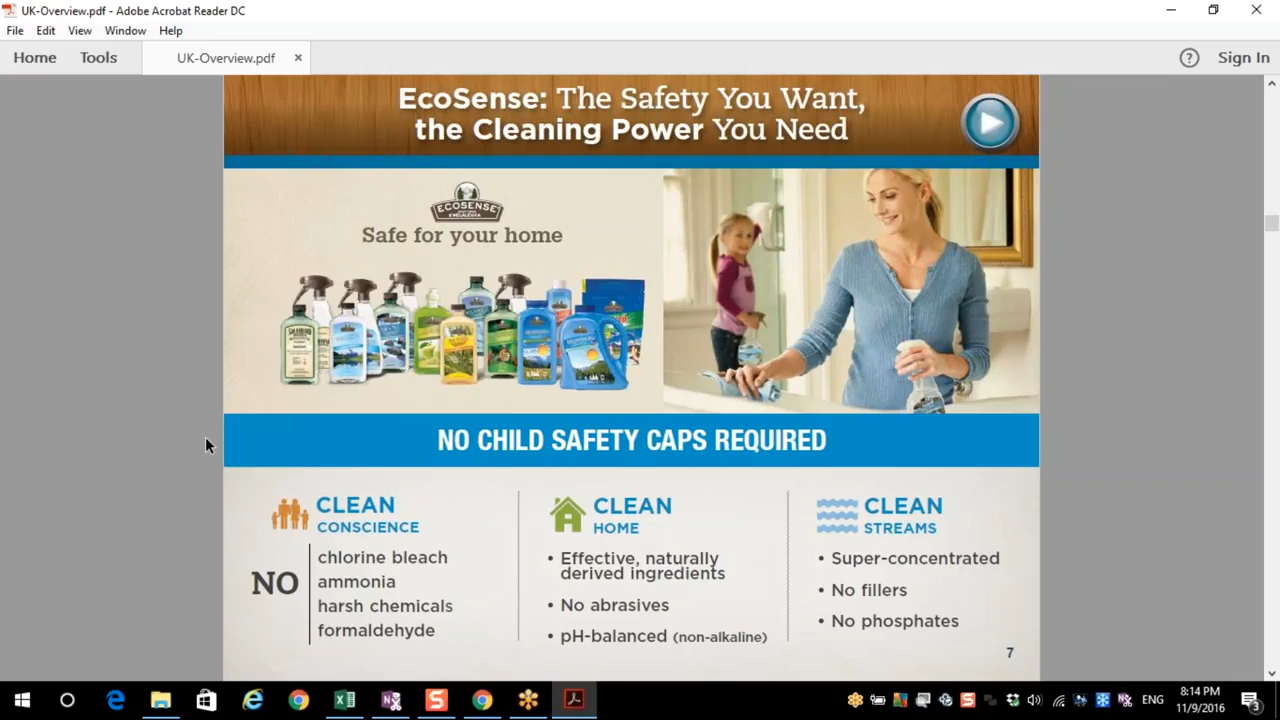 UK-Overview.pdf - Adobe Acrobat Reader DC
File Edit View Window Help
Home Tools UK-Overview.pdf × ? Sign In
EcoSense: The Safety You Want,
the Cleaning Power You Need
ECOSENSE
Safe for your home
NO CHILD SAFETY CAPS REQUIRED
CLEAN
CONSCIENCE
NO
chlorine bleach
ammonia
harsh chemicals
formaldehyde
CLEAN
HOME
• Effective, naturally
derived ingredients
• No abrasives
• pH-balanced (non-alkaline)
CLEAN
STREAMS
• Super-concentrated
• No fillers
• No phosphates
7
ENG
8:14 PM
11/9/2016
3